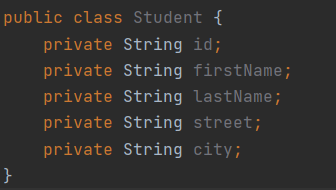 public class Student {
    private String id;
    private String firstName;
    private String lastName;
    private String street;
    private String city;
}